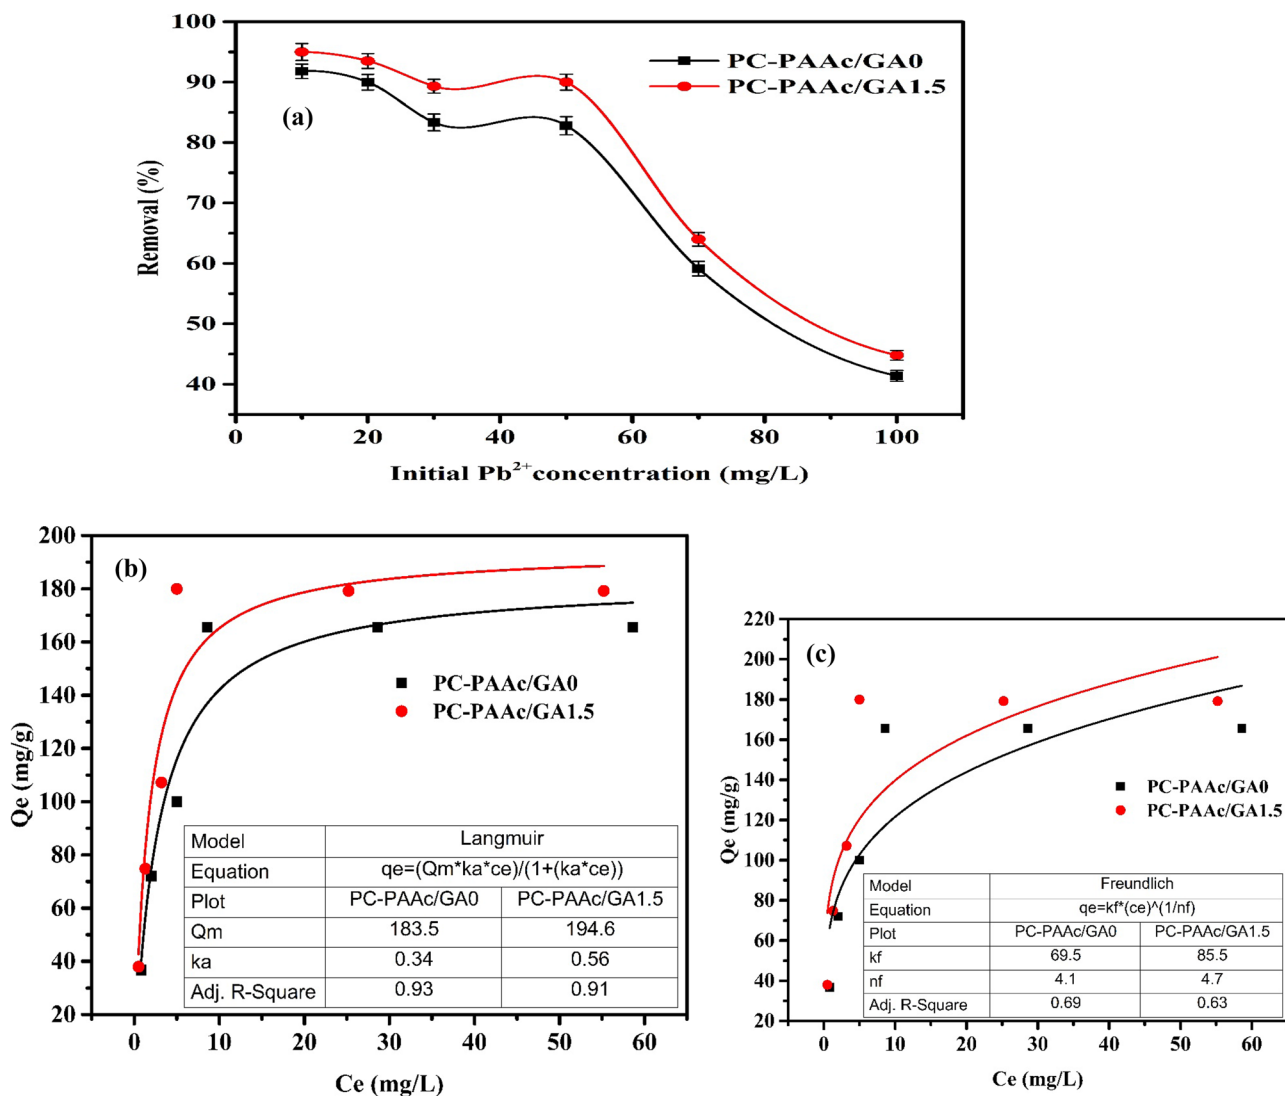 100
90
80
70
60
50
40
Removal (%)
(a)
PC-PAAc/GA0
PC-PAAc/GA1.5
0 20 40 60 80 100
Initial Pb²⁺concentration (mg/L)
200
180
160
140
120
100
80
60
40
20
Qe (mg/g)
(b)
PC-PAAc/GA0
PC-PAAc/GA1.5
Model Langmuir
Equation qe=(Qm*ka*ce)/(1+(ka*ce))
Plot PC-PAAc/GA0 PC-PAAc/GA1.5
Qm 183.5 194.6
ka 0.34 0.56
Adj. R-Square 0.93 0.91
0 10 20 30 40 50 60
Ce (mg/L)
220
200
180
160
140
120
100
80
60
40
20
Qe (mg/g)
(c)
PC-PAAc/GA0
PC-PAAc/GA1.5
Model Freundlich
Equation qe=kf*(ce)^(1/nf)
Plot PC-PAAc/GA0 PC-PAAc/GA1.5
kf 69.5 85.5
nf 4.1 4.7
Adj. R-Square 0.69 0.63
0 10 20 30 40 50 60
Ce (mg/L)